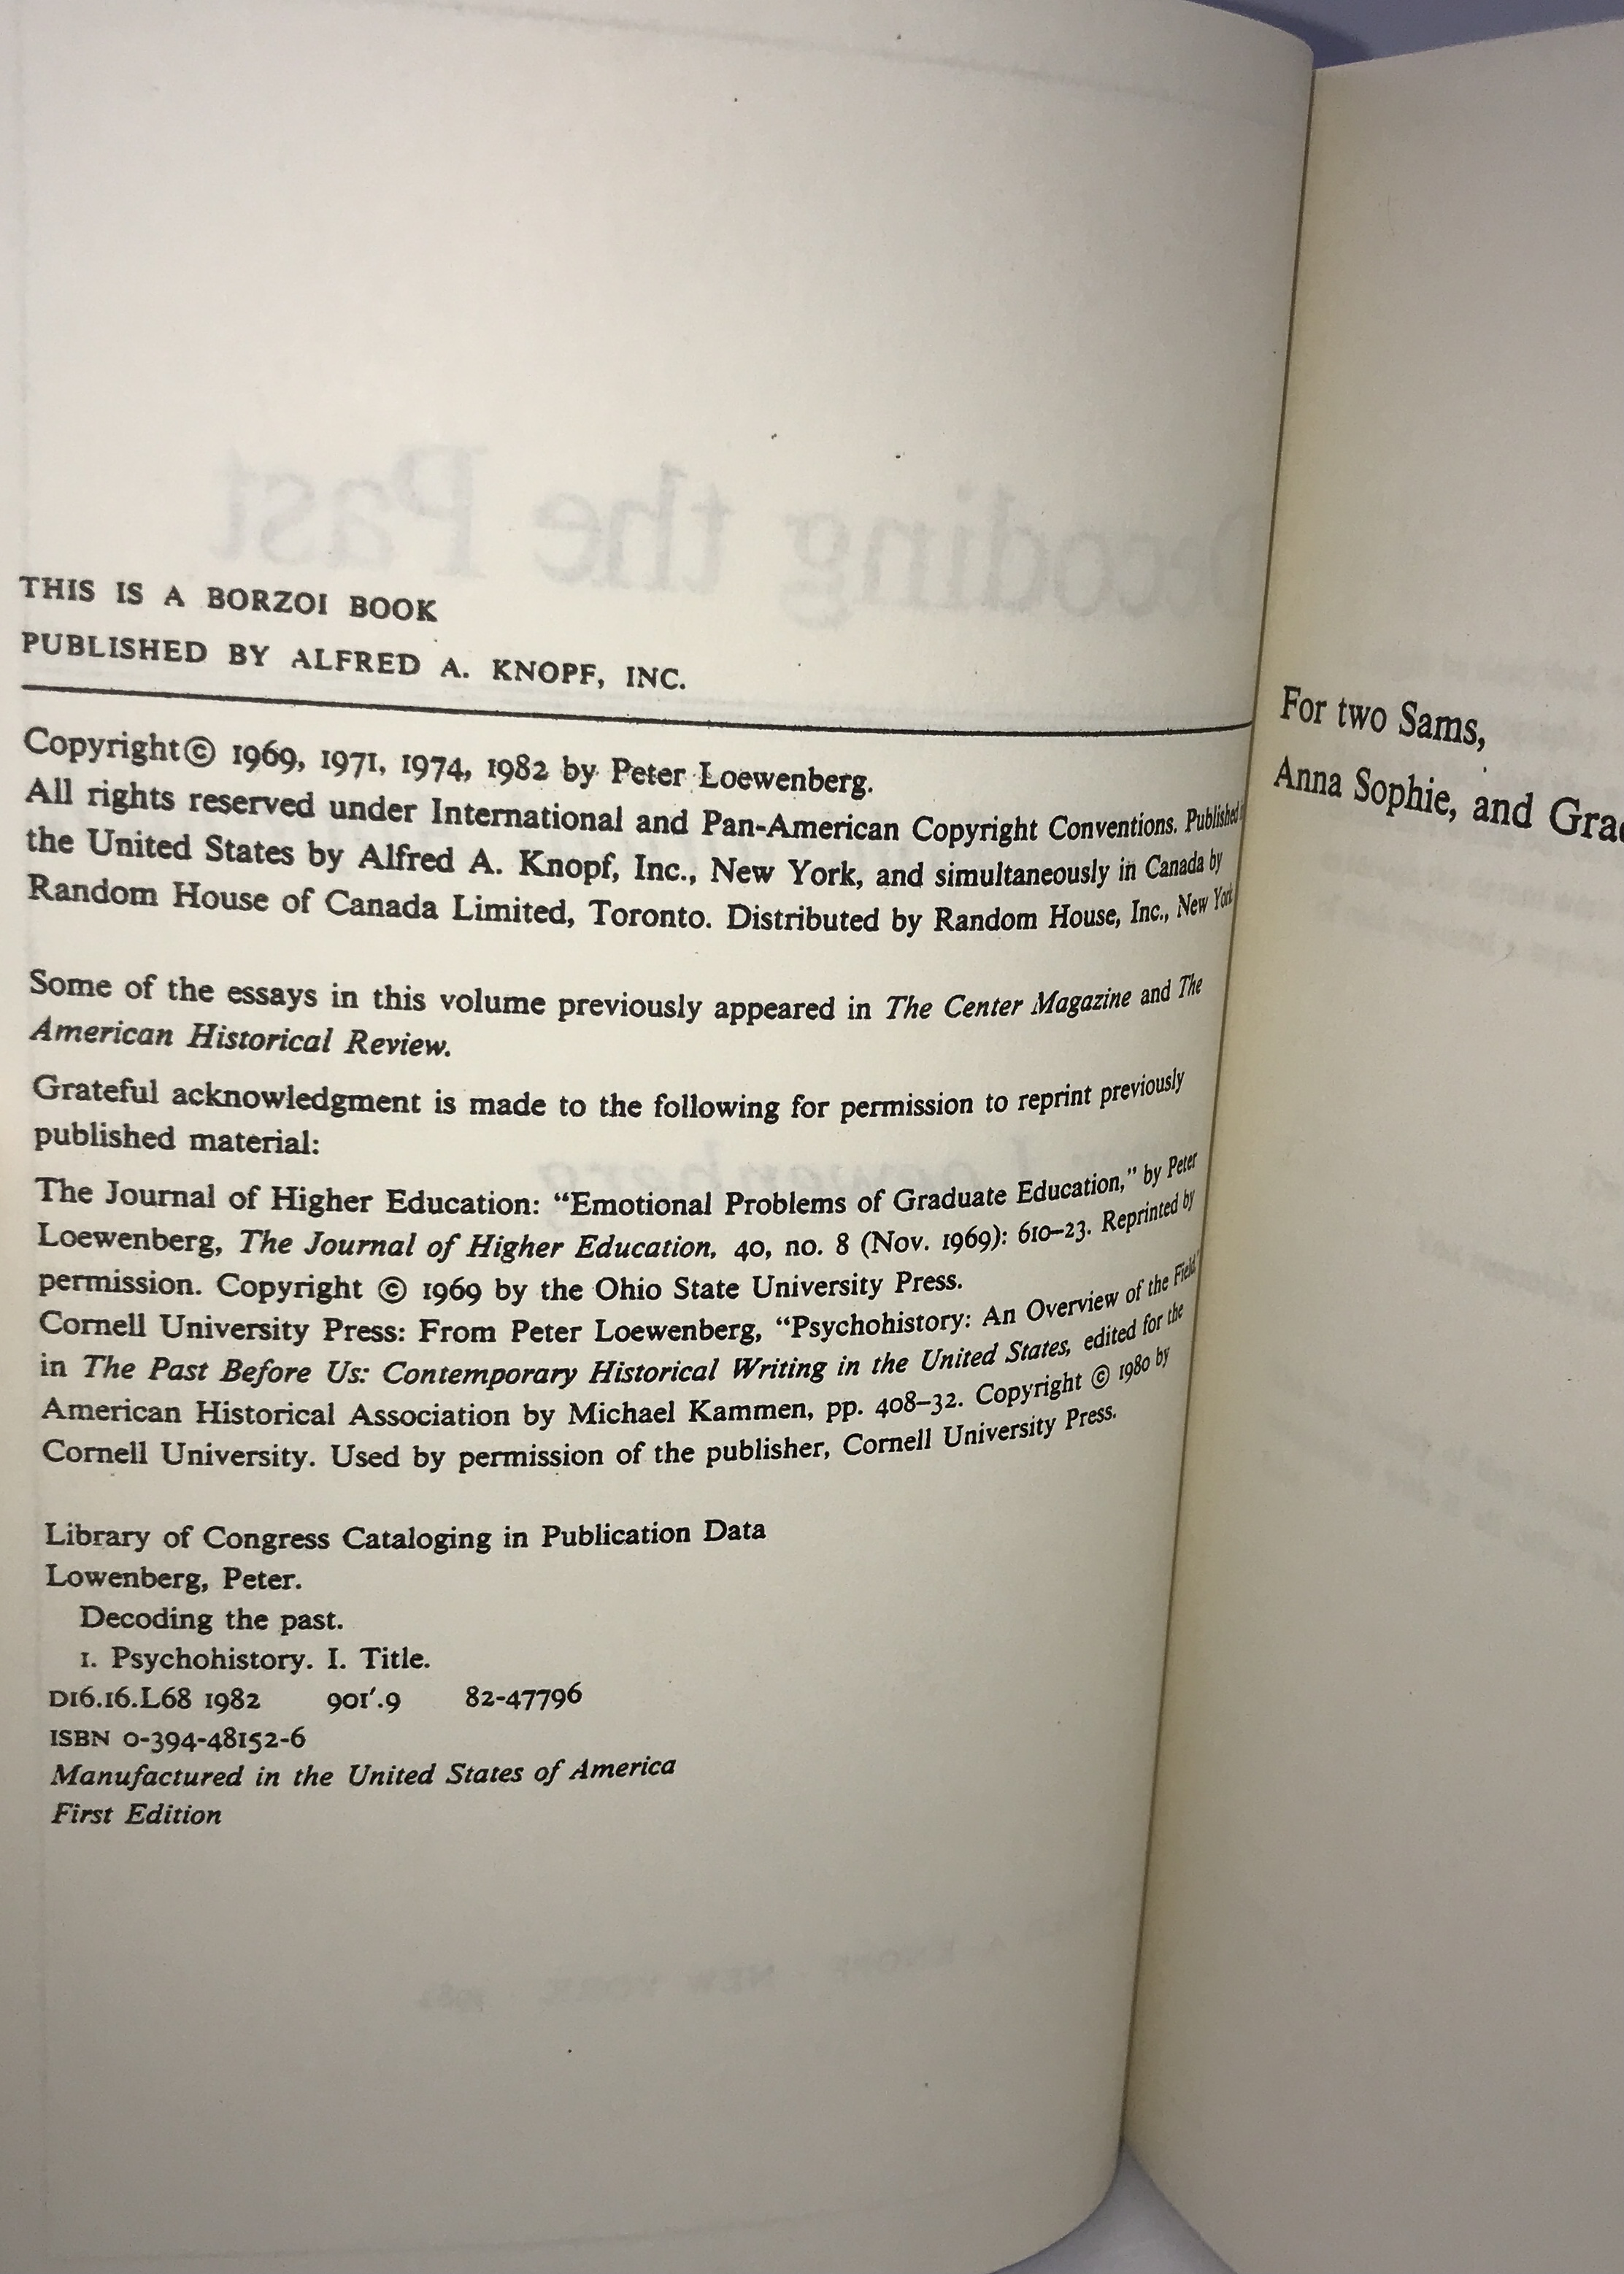 THIS IS A BORZOI BOOK
PUBLISHED BY ALFRED A. KNOPF, INC.
Copyright © 1969, 1971, 1974, 1982 by Peter Loewenberg.
All rights reserved under International and Pan-American Copyright Conventions. Published
the United States by Alfred A. Knopf, Inc., New York, and simultaneously in Canada by
Random House of Canada Limited, Toronto. Distributed by Random House, Inc., New York
Some of the essays in this volume previously appeared in The Center Magazine and The
American Historical Review.
Grateful acknowledgment is made to the following for permission to reprint previously
published material:
The Journal of Higher Education: “Emotional Problems of Graduate Education,” by Peter
Loewenberg, The Journal of Higher Education, 40, no. 8 (Nov. 1969): 610–23. Reprinted by
permission. Copyright © 1969 by the Ohio State University Press.
Cornell University Press: From Peter Loewenberg, “Psychohistory: An Overview of the Field”
in The Past Before Us: Contemporary Historical Writing in the United States, edited for the
American Historical Association by Michael Kammen, pp. 408–32. Copyright © 1980 by
Cornell University. Used by permission of the publisher, Cornell University Press.
Library of Congress Cataloging in Publication Data
Lowenberg, Peter.
Decoding the past.
1. Psychohistory. I. Title.
D16.16.L68 1982 901′.9 82-47796
ISBN 0-394-48152-6
Manufactured in the United States of America
First Edition
For two Sams,
Anna Sophie, and